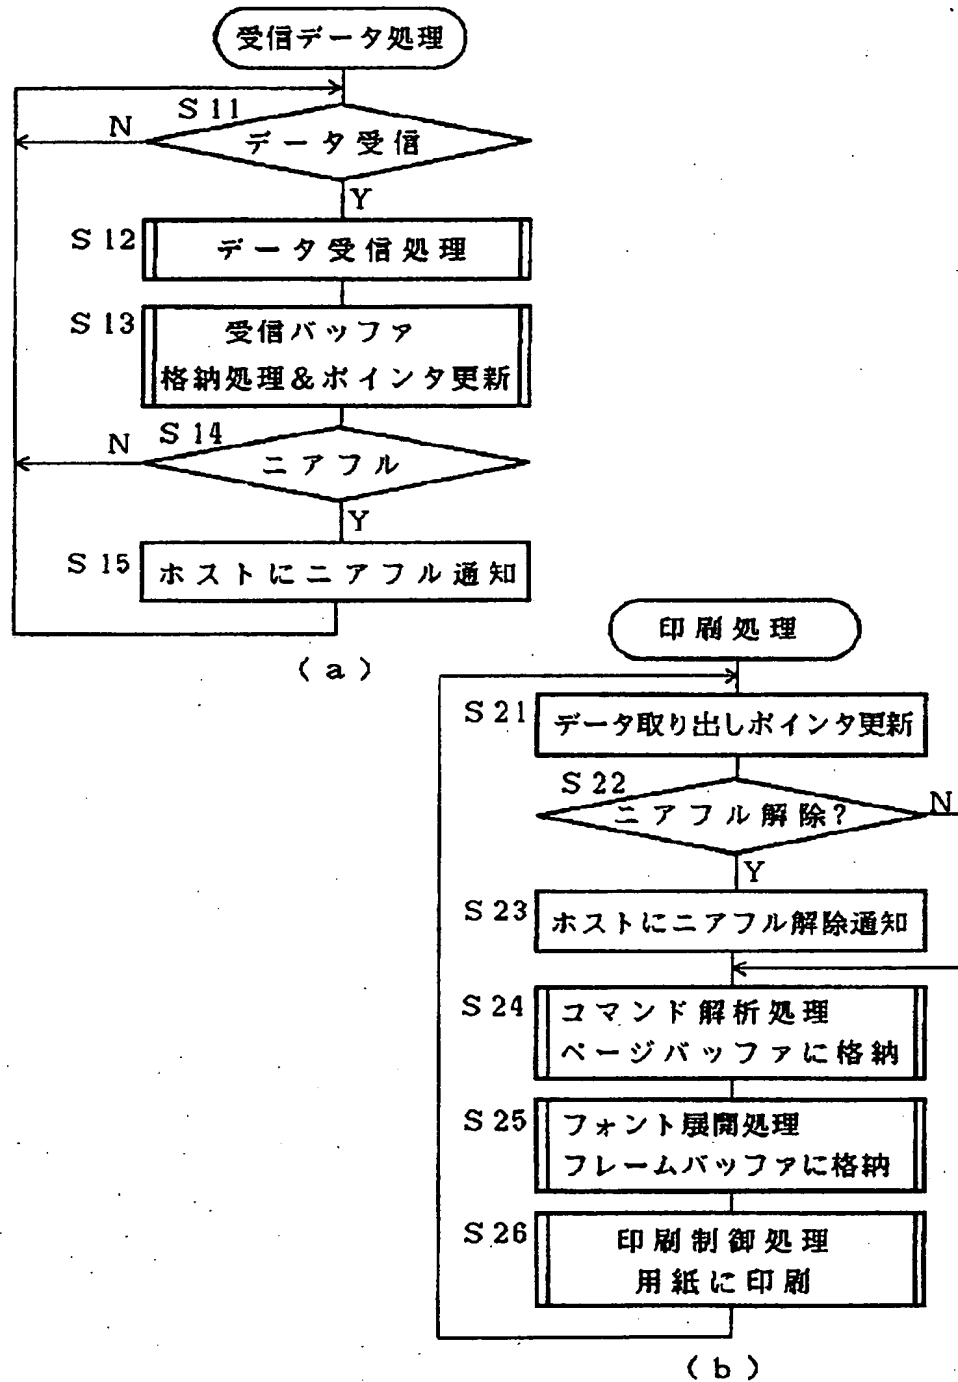 受信データ処理
S11
N
データ受信
Y
S12
データ受信処理
S13
受信バッファ
格納処理&ポインタ更新
S14
N
ニアフル
Y
S15
ホストにニアフル通知
(a)
印刷処理
S21
データ取り出しポインタ更新
S22
ニアフル解除?
N
Y
S23
ホストにニアフル解除通知
S24
コマンド解析処理
ページバッファに格納
S25
フォント展開処理
フレームバッファに格納
S26
印刷制御処理
用紙に印刷
(b)